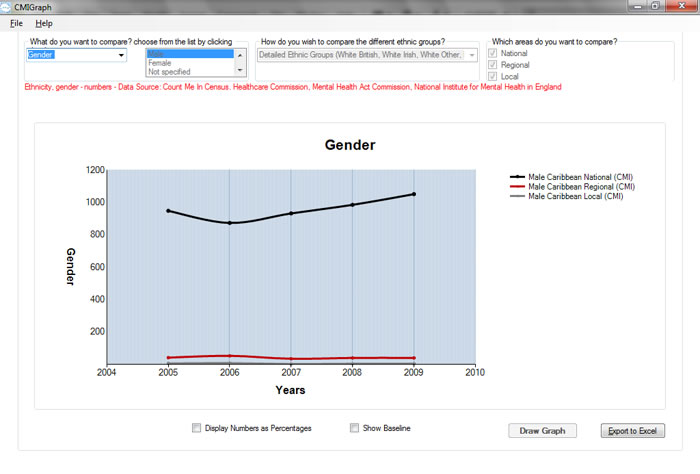 CMIGraph
File Help
What do you want to compare? choose from the list by clicking
How do you wish to compare the different ethnic groups?
Which areas do you want to compare?
Gender
Male
Female
Not specified
Detailed Ethnic Groups (White British, White Irish, White Other,
National
Regional
Local
Ethnicity, gender - numbers - Data Source: Count Me In Census. Healthcare Commission, Mental Health Act Commission, National Institute for Mental Health in England
Gender
1200
1000
800
600
400
200
Gender
2004 2005 2006 2007 2008 2009 2010
Years
Male Caribbean National (CMI)
Male Caribbean Regional (CMI)
Male Caribbean Local (CMI)
Display Numbers as Percentages
Show Baseline
Draw Graph
Export to Excel